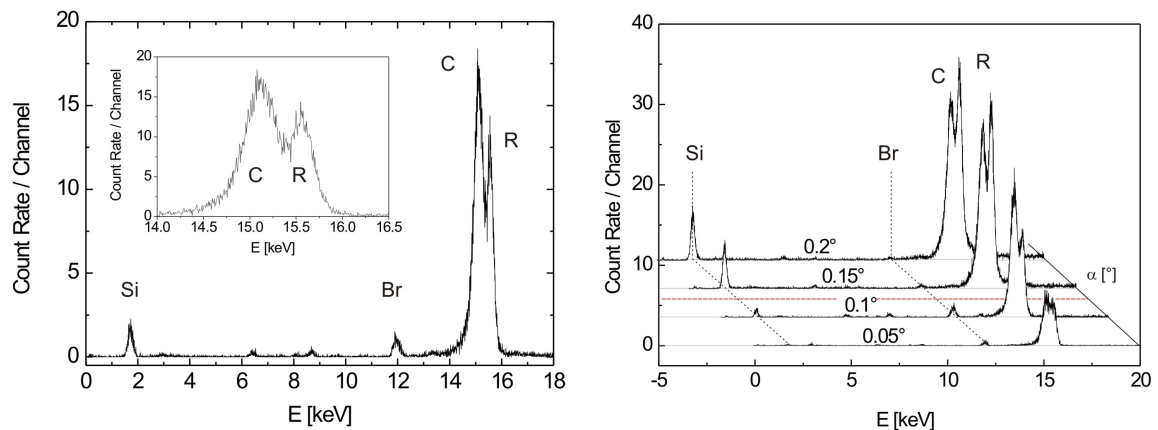 20
15
10
5
0
Count Rate / Channel
Si
Br
C
R
0 2 4 6 8 10 12 14 16 18
E [keV]
20
15
10
5
0
Count Rate / Channel
C R
14.0 14.5 15.0 15.5 16.0 16.5
E [keV]
40
30
20
10
0
Count Rate / Channel
Si
Br
C
R
0.2°
0.15°
0.1°
0.05°
α [°]
-5 0 5 10 15 20
E [keV]